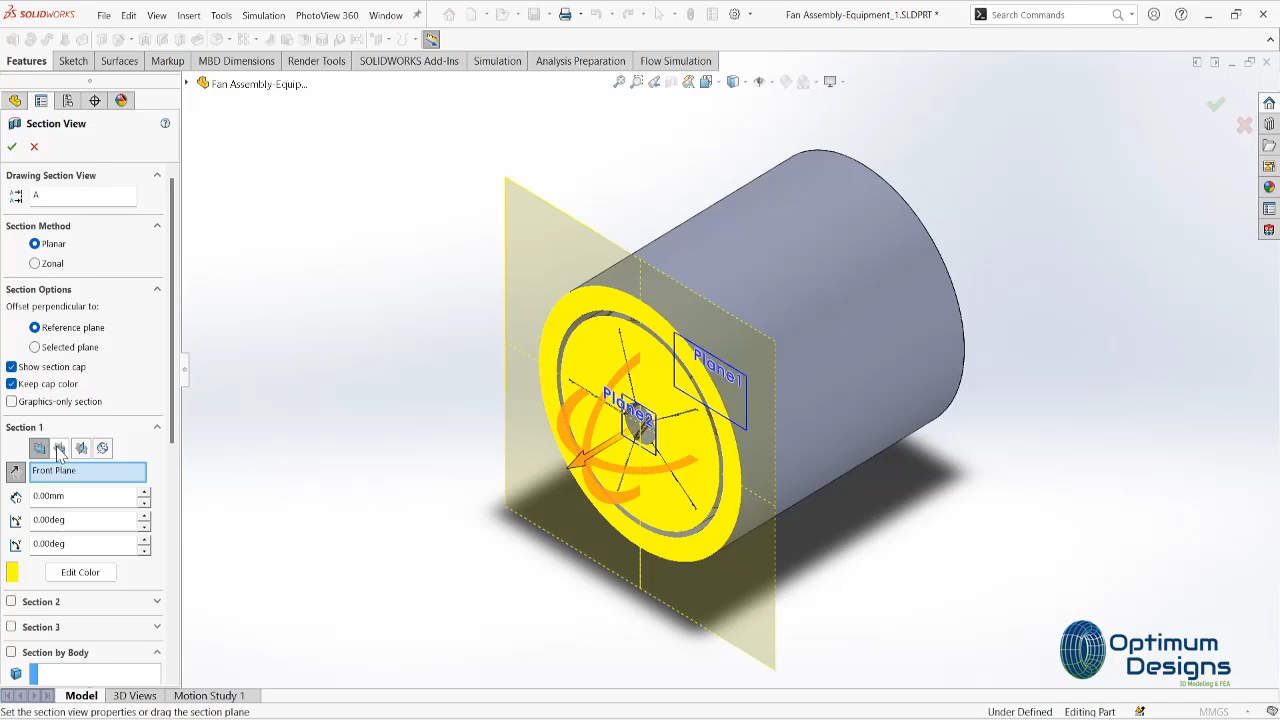 SOLIDWORKS File Edit View Insert Tools Simulation PhotoView 360 Window Fan Assembly-Equipment_1.SLDPRT * Search Commands
Features Sketch Surfaces Markup MBD Dimensions Render Tools SOLIDWORKS Add-Ins Simulation Analysis Preparation Flow Simulation
Fan Assembly-Equip...
Section View
Drawing Section View
A
Section Method
Planar
Zonal
Section Options
Offset perpendicular to:
Reference plane
Selected plane
Show section cap
Keep cap color
Graphics-only section
Section 1
Front Plane
0.00mm
0.00deg
0.00deg
Edit Color
Section 2
Section 3
Section by Body
Plane1
Plane2
Optimum
Designs
3D Modeling & FEA
Model 3D Views Motion Study 1
Set the section view properties or drag the section plane Under Defined Editing Part MMGS